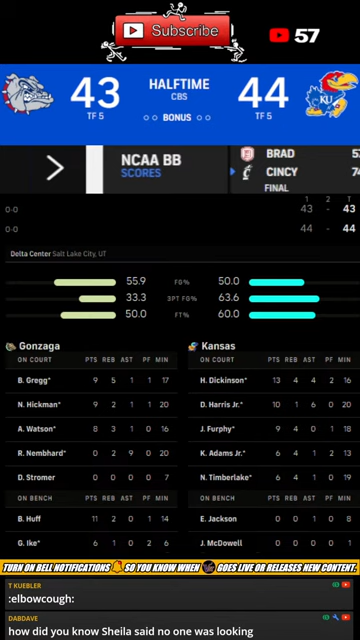 Subscribe
57
43
HALFTIME
CBS
44
TF 5
BONUS
TF 5
KU
NCAA BB
SCORES
BRAD
CINCY
FINAL
1 2 T
0-0 43 - 43
0-0 44 - 44
Delta Center Salt Lake City, UT
55.9 FG% 50.0
33.3 3PT FG% 63.6
50.0 FT% 60.0
Gonzaga
ON COURT PTS REB AST PF MIN
B. Gregg* 9 5 1 1 17
N. Hickman* 9 2 1 1 20
A. Watson* 8 3 1 0 16
R. Nembhard* 0 2 9 0 20
D. Stromer 0 0 0 0 7
ON BENCH PTS REB AST PF MIN
B. Huff 11 2 0 1 14
G. Ike* 6 1 0 2 6
Kansas
ON COURT PTS REB AST PF MIN
H. Dickinson* 13 4 4 2 16
D. Harris Jr.* 10 1 6 0 20
J. Furphy* 9 4 0 1 18
K. Adams Jr.* 6 4 1 2 13
N. Timberlake* 6 4 1 1 19
ON BENCH PTS REB AST PF MIN
E. Jackson 0 0 1 0 8
J. McDowell 0 0 0 1 1
TURN ON BELL NOTIFICATIONS SO YOU KNOW WHEN GOES LIVE OR RELEASES NEW CONTENT.
T KUEBLER
:elbowcough:
DABDAVE
how did you know Sheila said no one was looking